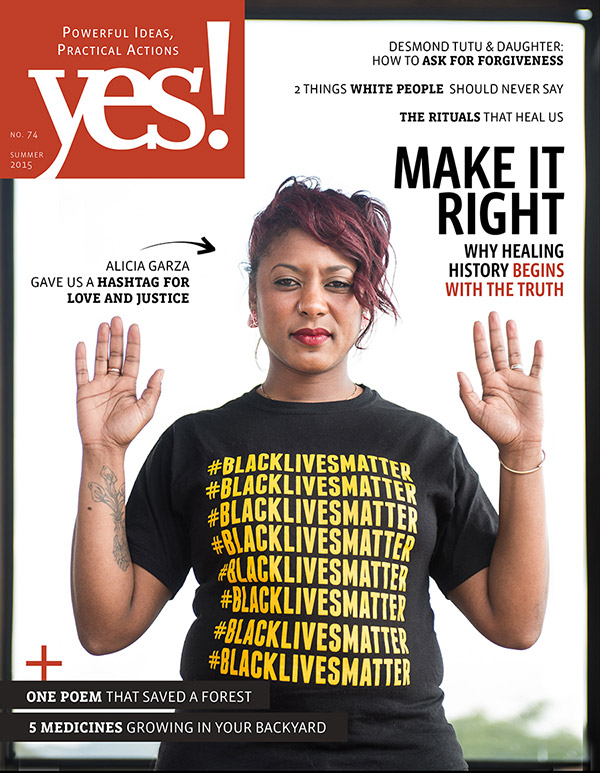 POWERFUL IDEAS,
PRACTICAL ACTIONS
yes!
NO. 74
SUMMER
2015
DESMOND TUTU & DAUGHTER:
HOW TO ASK FOR FORGIVENESS
2 THINGS WHITE PEOPLE SHOULD NEVER SAY
THE RITUALS THAT HEAL US
MAKE IT
RIGHT
WHY HEALING
HISTORY BEGINS
WITH THE TRUTH
ALICIA GARZA
GAVE US A HASHTAG FOR
LOVE AND JUSTICE
#BLACKLIVESMATTER
#BLACKLIVESMATTER
#BLACKLIVESMATTER
#BLACKLIVESMATTER
#BLACKLIVESMATTER
#BLACKLIVESMATTER
#BLACKLIVESMATTER
#BLACKLIVESMATTER
+
ONE POEM THAT SAVED A FOREST
5 MEDICINES GROWING IN YOUR BACKYARD